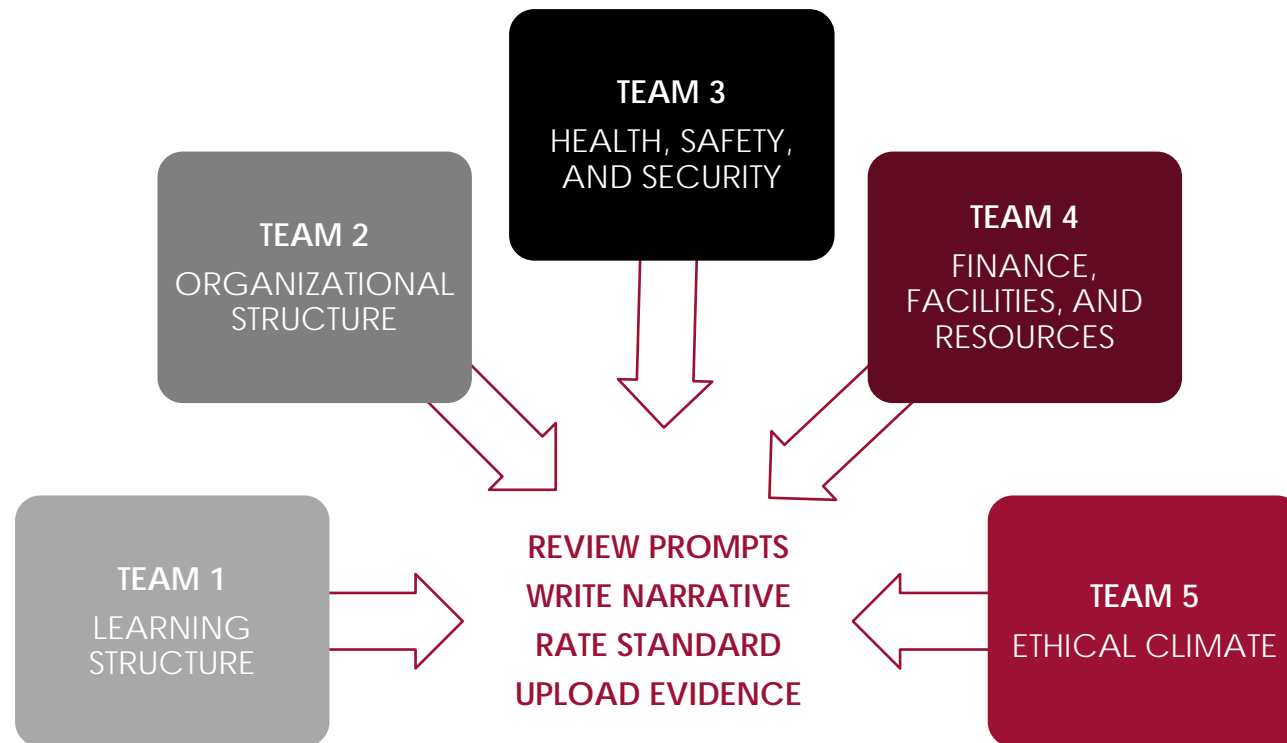 TEAM 1
LEARNING
STRUCTURE
TEAM 2
ORGANIZATIONAL
STRUCTURE
TEAM 3
HEALTH, SAFETY,
AND SECURITY
TEAM 4
FINANCE,
FACILITIES, AND
RESOURCES
TEAM 5
ETHICAL CLIMATE
REVIEW PROMPTS
WRITE NARRATIVE
RATE STANDARD
UPLOAD EVIDENCE